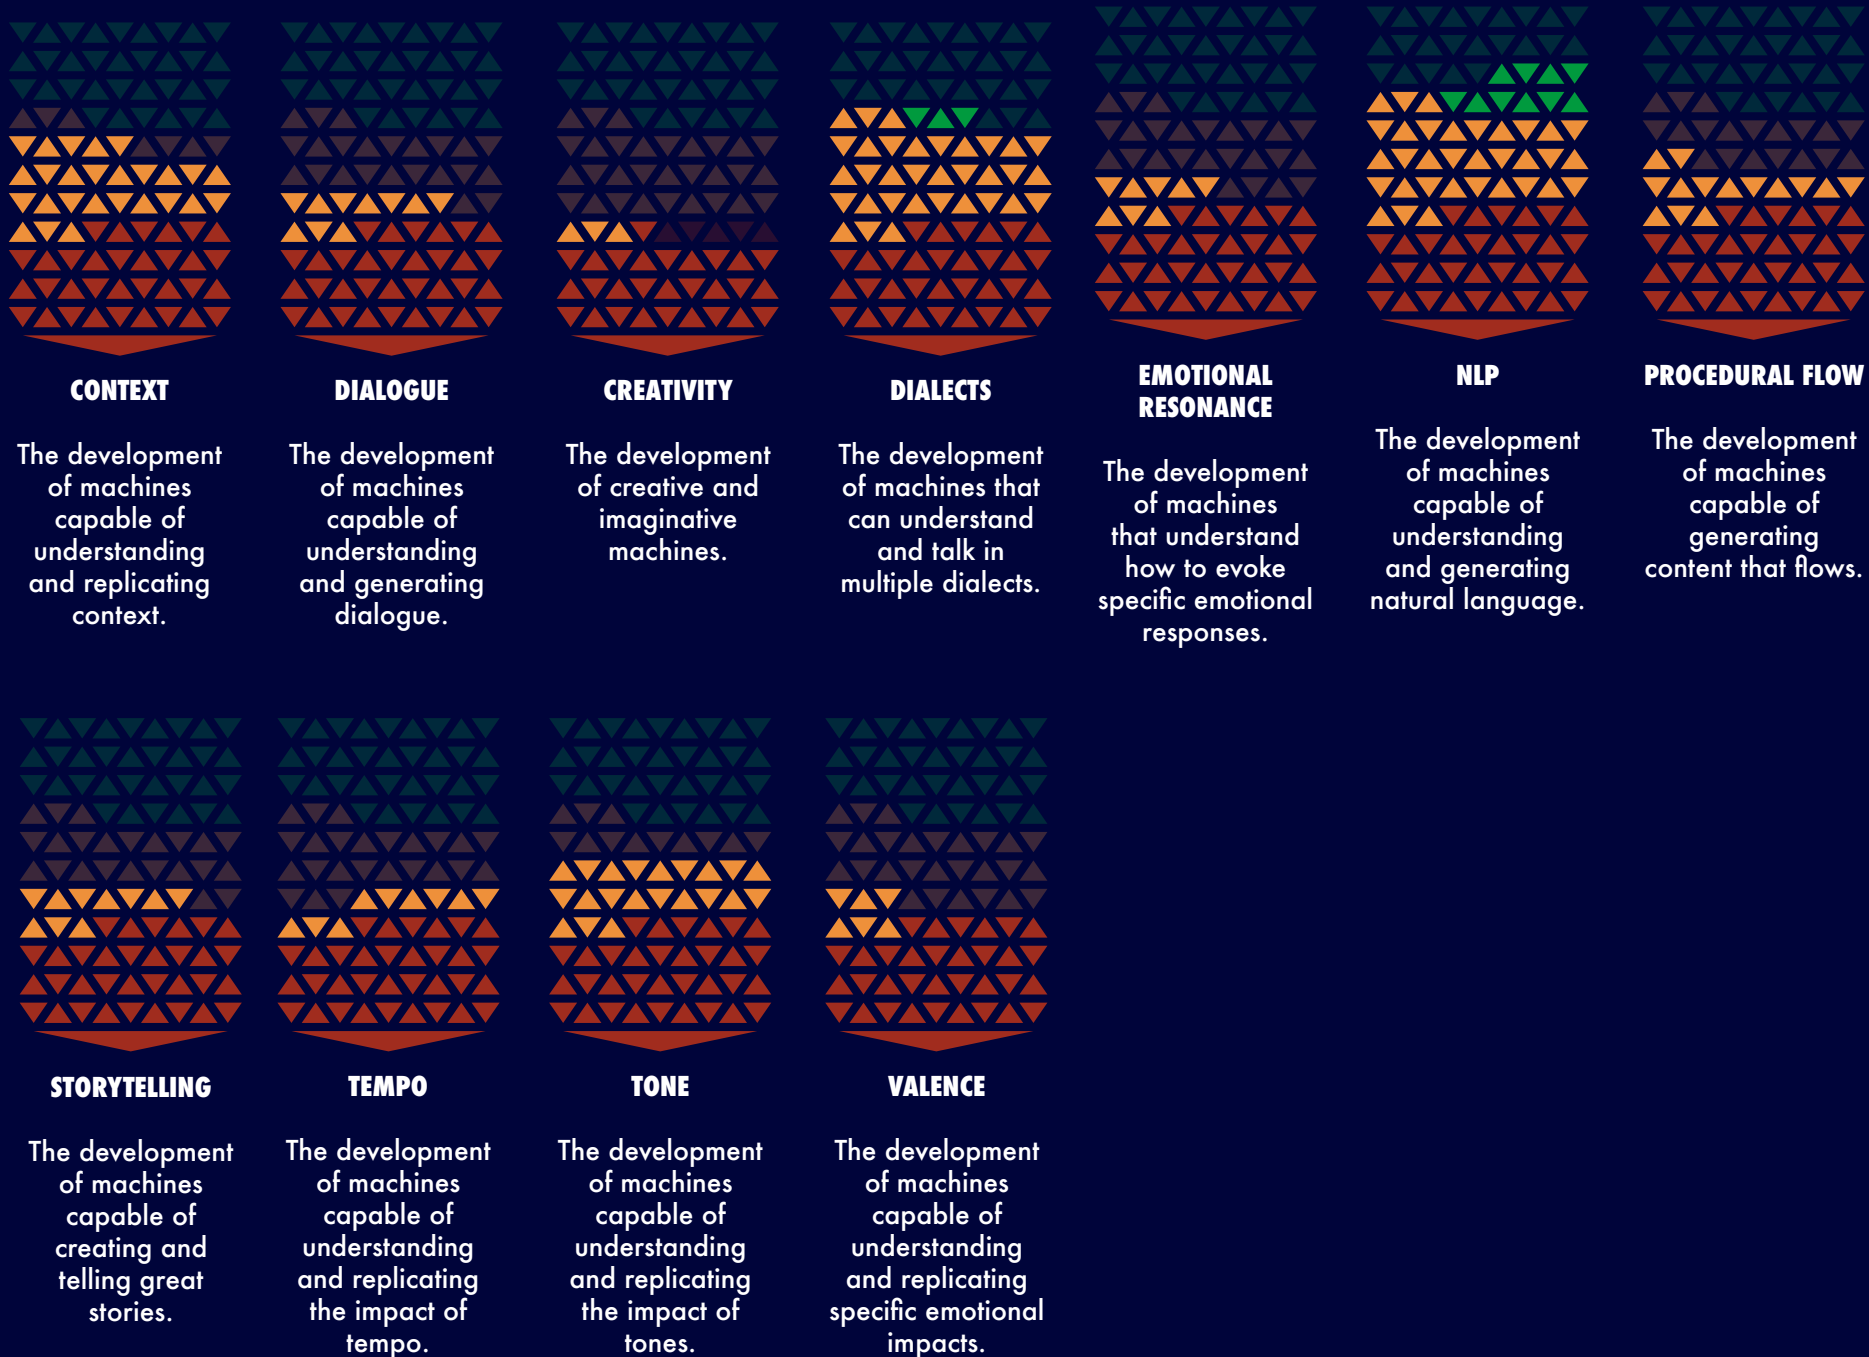 CONTEXT
The development
of machines
capable of
understanding
and replicating
context.
DIALOGUE
The development
of machines
capable of
understanding
and generating
dialogue.
CREATIVITY
The development
of creative and
imaginative
machines.
DIALECTS
The development
of machines that
can understand
and talk in
multiple dialects.
EMOTIONAL
RESONANCE
The development
of machines
that understand
how to evoke
specific emotional
responses.
NLP
The development
of machines
capable of
understanding
and generating
natural language.
PROCEDURAL FLOW
The development
of machines
capable of
generating
content that flows.
STORYTELLING
The development
of machines
capable of
creating and
telling great
stories.
TEMPO
The development
of machines
capable of
understanding
and replicating
the impact of
tempo.
TONE
The development
of machines
capable of
understanding
and replicating
the impact of
tones.
VALENCE
The development
of machines
capable of
understanding
and replicating
specific emotional
impacts.